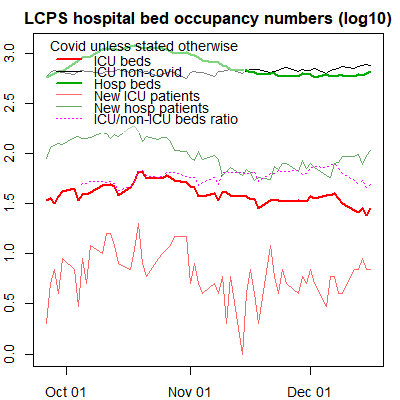 LCPS hospital bed occupancy numbers (log10)
Covid unless stated otherwise
ICU beds
ICU non-covid
Hosp beds
New ICU patients
New hosp patients
ICU/non-ICU beds ratio
3.0
2.5
2.0
1.5
1.0
0.5
0.0
Oct 01 Nov 01 Dec 01